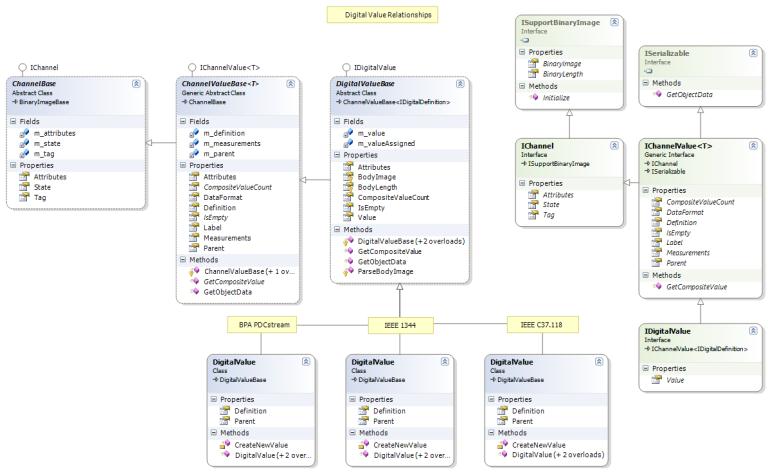 Digital Value Relationships
IChannel
ChannelBase
Abstract Class
BinaryImageBase
Fields
m_attributes
m_state
m_tag
Properties
Attributes
State
Tag
IChannelValue<T>
ChannelValueBase<T>
Generic Abstract Class
ChannelBase
Fields
m_definition
m_measurements
m_parent
Properties
Attributes
CompositeValueCount
DataFormat
Definition
IsEmpty
Label
Measurements
Parent
Methods
ChannelValueBase (+ 1 ov...
GetCompositeValue
GetObjectData
IDigitalValue
DigitalValueBase
Abstract Class
ChannelValueBase<IDigitalDefinition>
Fields
m_value
m_valueAssigned
Properties
Attributes
BodyImage
BodyLength
CompositeValueCount
IsEmpty
Value
Methods
DigitalValueBase (+2 overloads)
GetCompositeValue
GetObjectData
ParseBodyImage
BPA PDCstream
IEEE 1344
IEEE C37.118
DigitalValue
Class
DigitalValueBase
Properties
Definition
Parent
Methods
CreateNewValue
DigitalValue (+ 2 over...
DigitalValue
Class
DigitalValueBase
Properties
Definition
Parent
Methods
CreateNewValue
DigitalValue (+ 2 over...
DigitalValue
Class
DigitalValueBase
Properties
Definition
Parent
Methods
CreateNewValue
DigitalValue (+ 2 overloads)
ISupportBinaryImage
Interface
Properties
BinaryImage
BinaryLength
Methods
Initialize
ISerializable
Interface
Methods
GetObjectData
IChannel
Interface
ISupportBinaryImage
Properties
Attributes
State
Tag
IChannelValue<T>
Generic Interface
IChannel
ISerializable
Properties
CompositeValueCount
DataFormat
Definition
IsEmpty
Label
Measurements
Parent
Methods
GetCompositeValue
IDigitalValue
Interface
IChannelValue<IDigitalDefinition>
Properties
Value